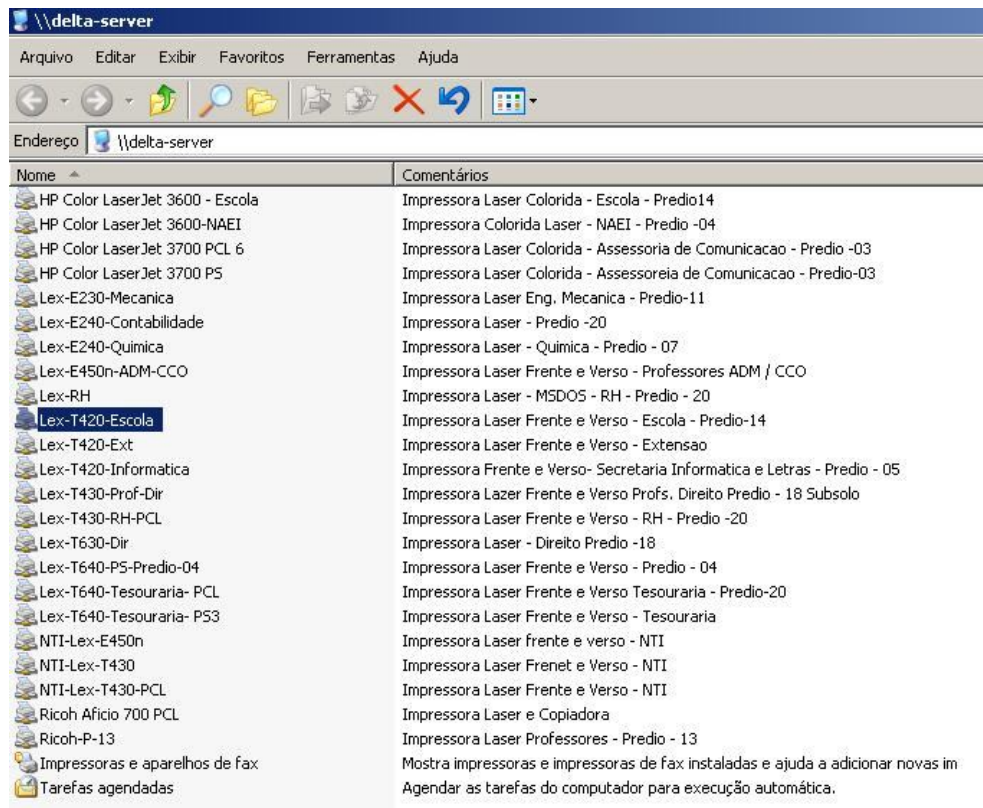 \\delta-server
Arquivo Editar Exibir Favoritos Ferramentas Ajuda
Endereço \\delta-server
Nome Comentários
HP Color LaserJet 3600 - Escola Impressora Laser Colorida - Escola - Predio14
HP Color LaserJet 3600-NAEI Impressora Colorida Laser - NAEI - Predio -04
HP Color LaserJet 3700 PCL 6 Impressora Laser Colorida - Assessoria de Comunicacao - Predio -03
HP Color LaserJet 3700 PS Impressora Laser Colorida - Assessoreia de Comunicacao - Predio-03
Lex-E230-Mecanica Impressora Laser Eng. Mecanica - Predio-11
Lex-E240-Contabilidade Impressora Laser - Predio -20
Lex-E240-Quimica Impressora Laser - Quimica - Predio - 07
Lex-E450n-ADM-CCO Impressora Laser Frente e Verso - Professores ADM / CCO
Lex-RH Impressora Laser - MSDOS - RH - Predio - 20
Lex-T420-Escola Impressora Laser Frente e Verso - Escola - Predio-14
Lex-T420-Ext Impressora Laser Frente e Verso - Extensao
Lex-T420-Informatica Impressora Frente e Verso- Secretaria Informatica e Letras - Predio - 05
Lex-T430-Prof-Dir Impressora Lazer Frente e Verso Profs. Direito Predio - 18 Subsolo
Lex-T430-RH-PCL Impressora Laser Frente e Verso - RH - Predio -20
Lex-T630-Dir Impressora Laser - Direito Predio -18
Lex-T640-PS-Predio-04 Impressora Laser Frente e Verso - Predio - 04
Lex-T640-Tesouraria- PCL Impressora Laser Frente e Verso Tesouraria - Predio-20
Lex-T640-Tesouraria- PS3 Impressora Laser Frente e Verso - Tesouraria
NTI-Lex-E450n Impressora Laser frente e verso - NTI
NTI-Lex-T430 Impressora Laser Frenet e Verso - NTI
NTI-Lex-T430-PCL Impressora Laser Frente e Verso - NTI
Ricoh Aficio 700 PCL Impressora Laser e Copiadora
Ricoh-P-13 Impressora Laser Professores - Predio - 13
Impressoras e aparelhos de fax Mostra impressoras e impressoras de fax instaladas e ajuda a adicionar novas im
Tarefas agendadas Agendar as tarefas do computador para execução automática.